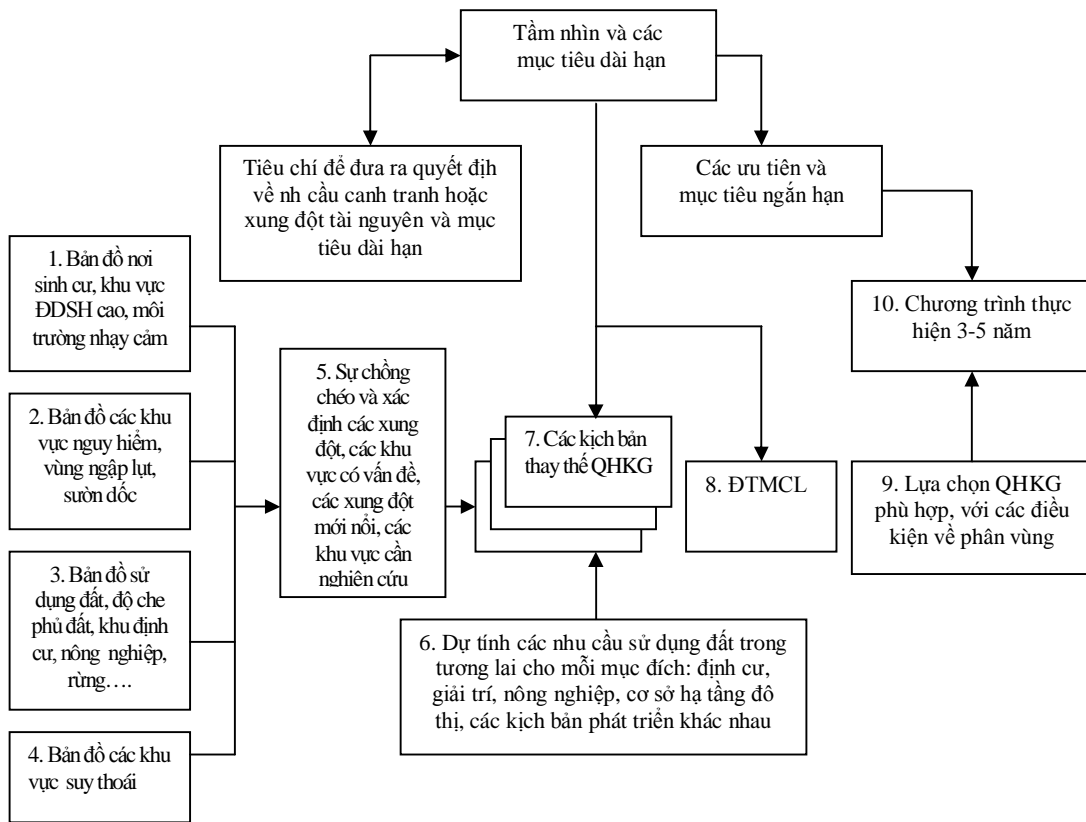 Tầm nhìn và các
mục tiêu dài hạn
Tiêu chí để đưa ra quyết định
về nh cầu canh tranh hoặc
xung đột tài nguyên và mục
tiêu dài hạn
Các ưu tiên và
mục tiêu ngắn hạn
1. Bản đồ nơi
sinh cư, khu vực
ĐDSH cao, môi
trường nhạy cảm
2. Bản đồ các khu
vực nguy hiểm,
vùng ngập lụt,
sườn dốc
3. Bản đồ sử
dụng đất, độ che
phủ đất, khu định
cư, nông nghiệp,
rừng….
4. Bản đồ các khu
vực suy thoái
5. Sự chồng
chéo và xác
định các xung
đột, các khu
vực có vấn đề,
các xung đột
mới nổi, các
khu vực cần
nghiên cứu
7. Các kịch bản
thay thế QHKG
6. Dự tính các nhu cầu sử dụng đất trong
tương lai cho mỗi mục đích: định cư,
giải trí, nông nghiệp, cơ sở hạ tầng đô
thị, các kịch bản phát triển khác nhau
8. ĐTMCL
10. Chương trình thực
hiện 3-5 năm
9. Lựa chọn QHKG
phù hợp, với các điều
kiện về phân vùng